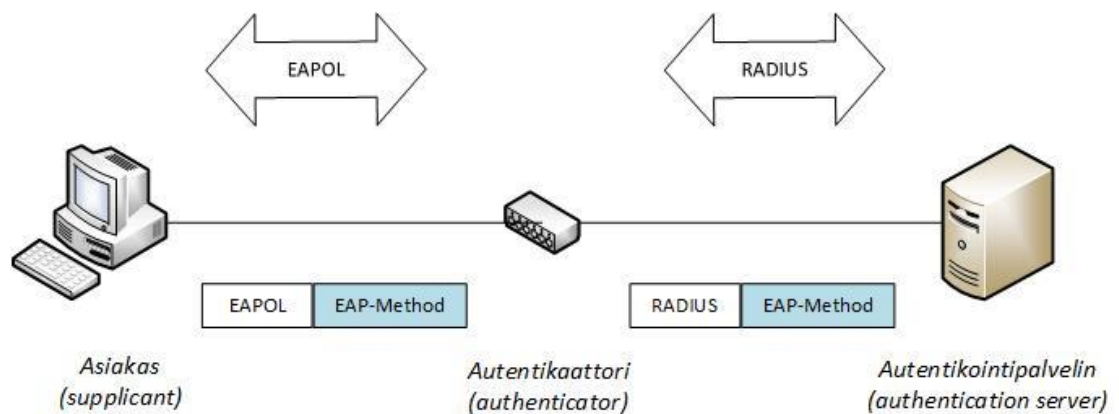 EAPOL
RADIUS
EAPOL EAP-Method
RADIUS EAP-Method
Asiakas
(supplicant)
Autentikaattori
(authenticator)
Autentikointipalvelin
(authentication server)